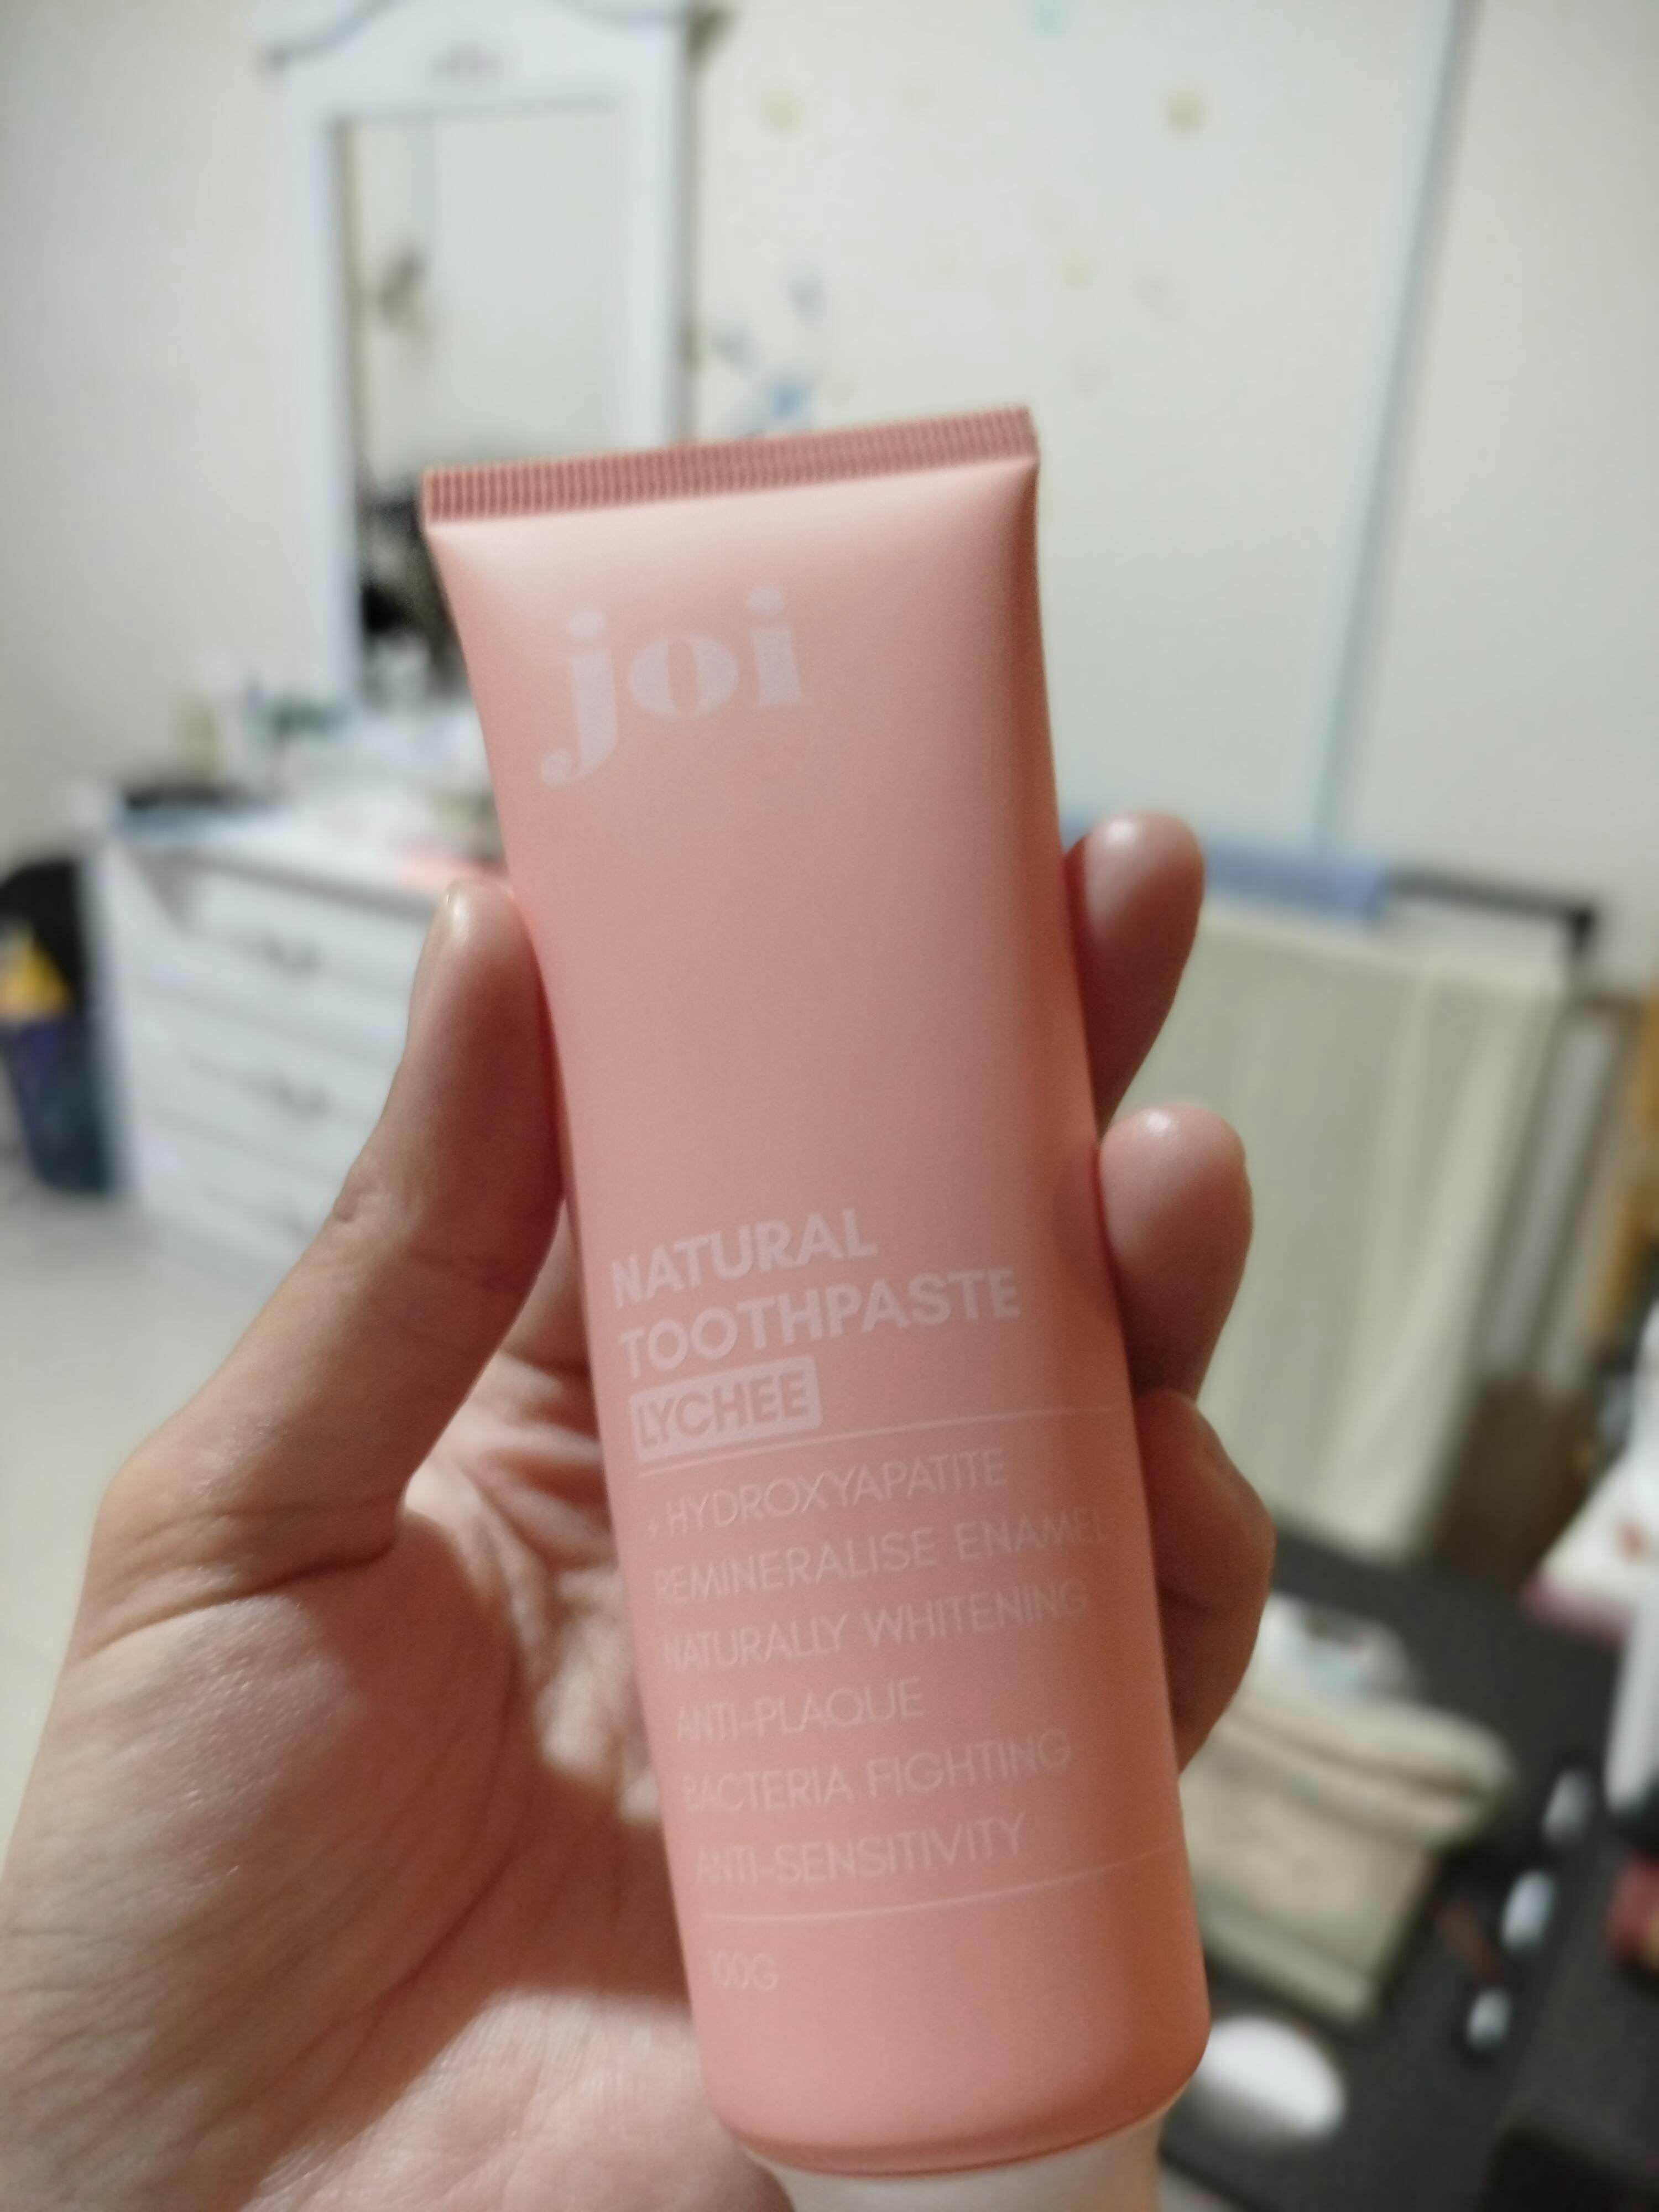 joi
NATURAL
TOOTHPASTE
LYCHEE
+ HYDROXYAPATITE
REMINERALISE ENAMEL
NATURALLY WHITENING
ANTI-PLAQUE
BACTERIA FIGHTING
ANTI-SENSITIVITY
100G